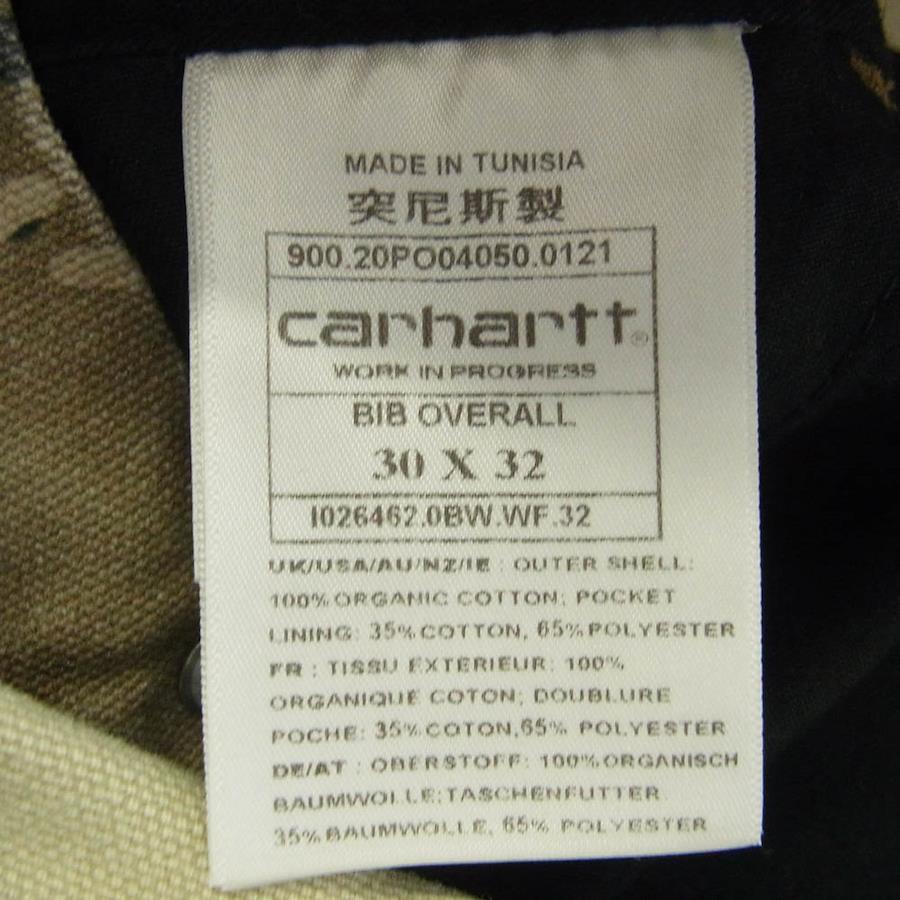 MADE IN TUNISIA
突尼斯製
900.20PO04050.0121
carhartt®
WORK IN PROGRESS
BIB OVERALL
30 X 32
I026462.0BW.WF.32
UK/USA/AU/NZ/IE : OUTER SHELL:
100% ORGANIC COTTON; POCKET
LINING: 35% COTTON, 65% POLYESTER
FR : TISSU EXTERIEUR: 100%
ORGANIQUE COTON; DOUBLURE
POCHE: 35% COTON,65% POLYESTER
DE/AT : OBERSTOFF: 100% ORGANISCH
BAUMWOLLE;TASCHENFUTTER
35% BAUMWOLLE, 65% POLYESTER